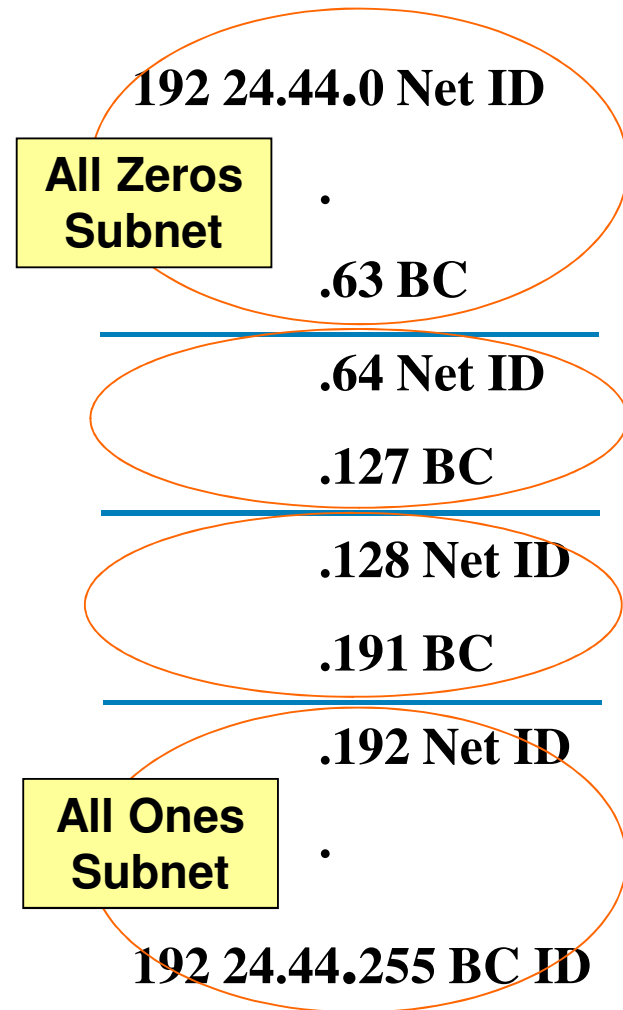 192 24.44.0 Net ID
All Zeros
Subnet
.
.63 BC
.64 Net ID
.127 BC
.128 Net ID
.191 BC
.192 Net ID
All Ones
Subnet
.
192 24.44.255 BC ID